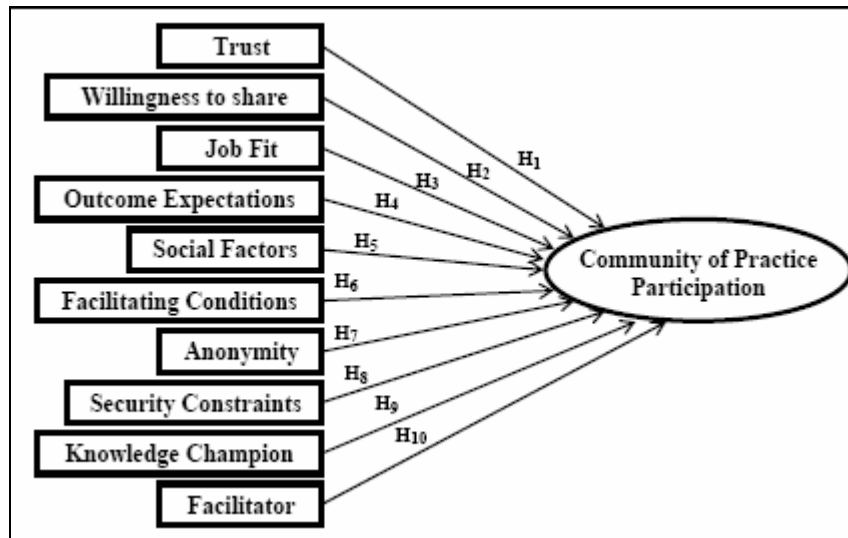 Trust
Willingness to share
Job Fit
Outcome Expectations
Social Factors
Facilitating Conditions
Anonymity
Security Constraints
Knowledge Champion
Facilitator
H1
H2
H3
H4
H5
H6
H7
H8
H9
H10
Community of Practice
Participation